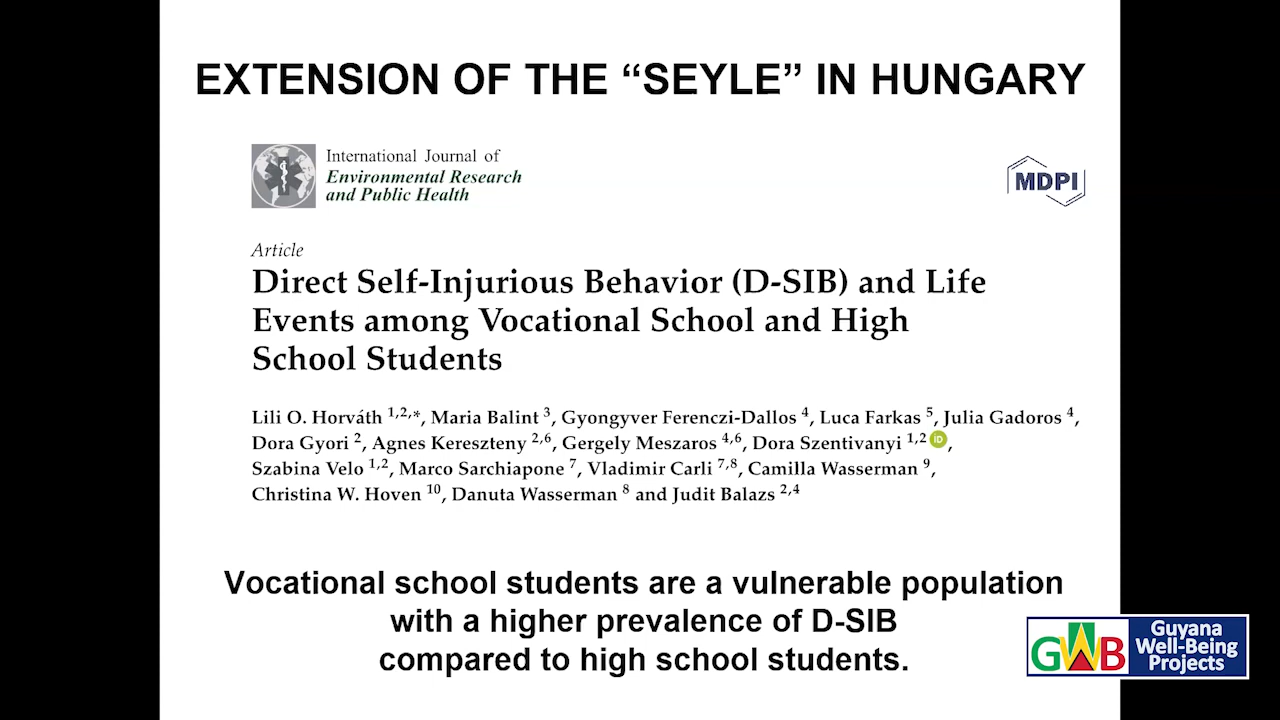 EXTENSION OF THE “SEYLE” IN HUNGARY
International Journal of
Environmental Research
and Public Health
MDPI
Article
Direct Self-Injurious Behavior (D-SIB) and Life
Events among Vocational School and High
School Students
Lili O. Horváth 1,2,*, Maria Balint 3, Gyongyver Ferenczi-Dallos 4, Luca Farkas 5, Julia Gadoros 4,
Dora Gyori 2, Agnes Kereszteny 2,6, Gergely Meszaros 4,6, Dora Szentivanyi 1,2 iD,
Szabina Velo 1,2, Marco Sarchiapone 7, Vladimir Carli 7,8, Camilla Wasserman 9,
Christina W. Hoven 10, Danuta Wasserman 8 and Judit Balazs 2,4
Vocational school students are a vulnerable population
with a higher prevalence of D-SIB
compared to high school students.
GWB
Guyana
Well-Being
Projects